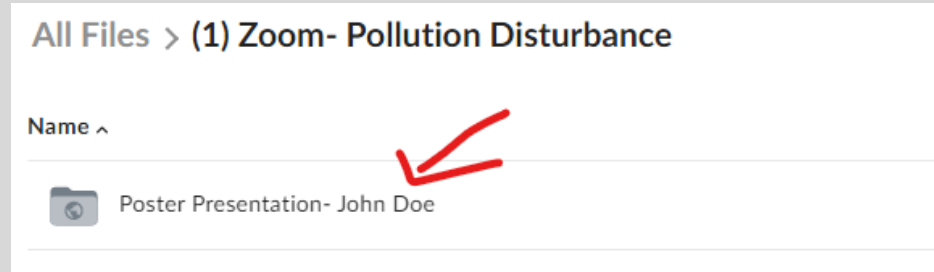 All Files > (1) Zoom- Pollution Disturbance
Name
Poster Presentation- John Doe